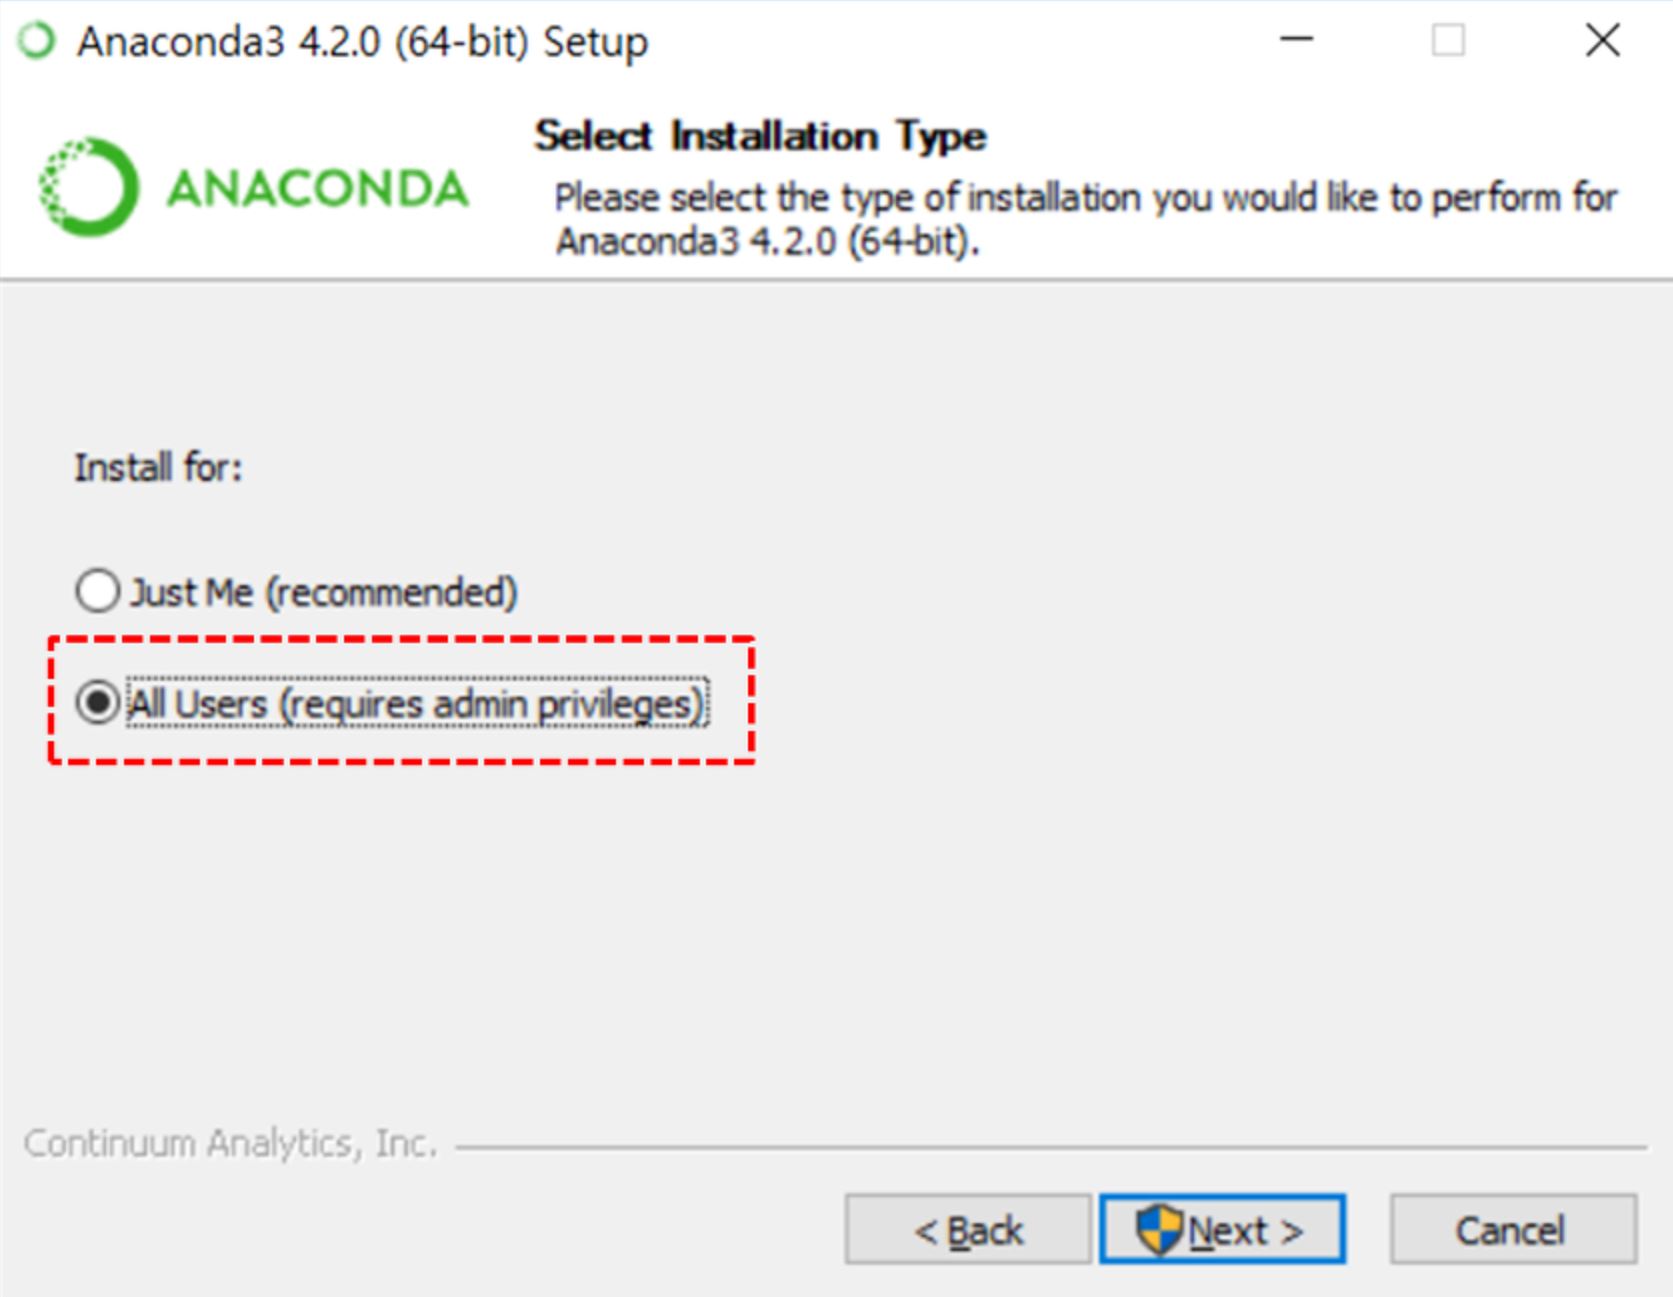 Anaconda3 4.2.0 (64-bit) Setup
ANACONDA
Select Installation Type
Please select the type of installation you would like to perform for
Anaconda3 4.2.0 (64-bit).
Install for:
Just Me (recommended)
All Users (requires admin privileges)
Continuum Analytics, Inc.
< Back
Next >
Cancel